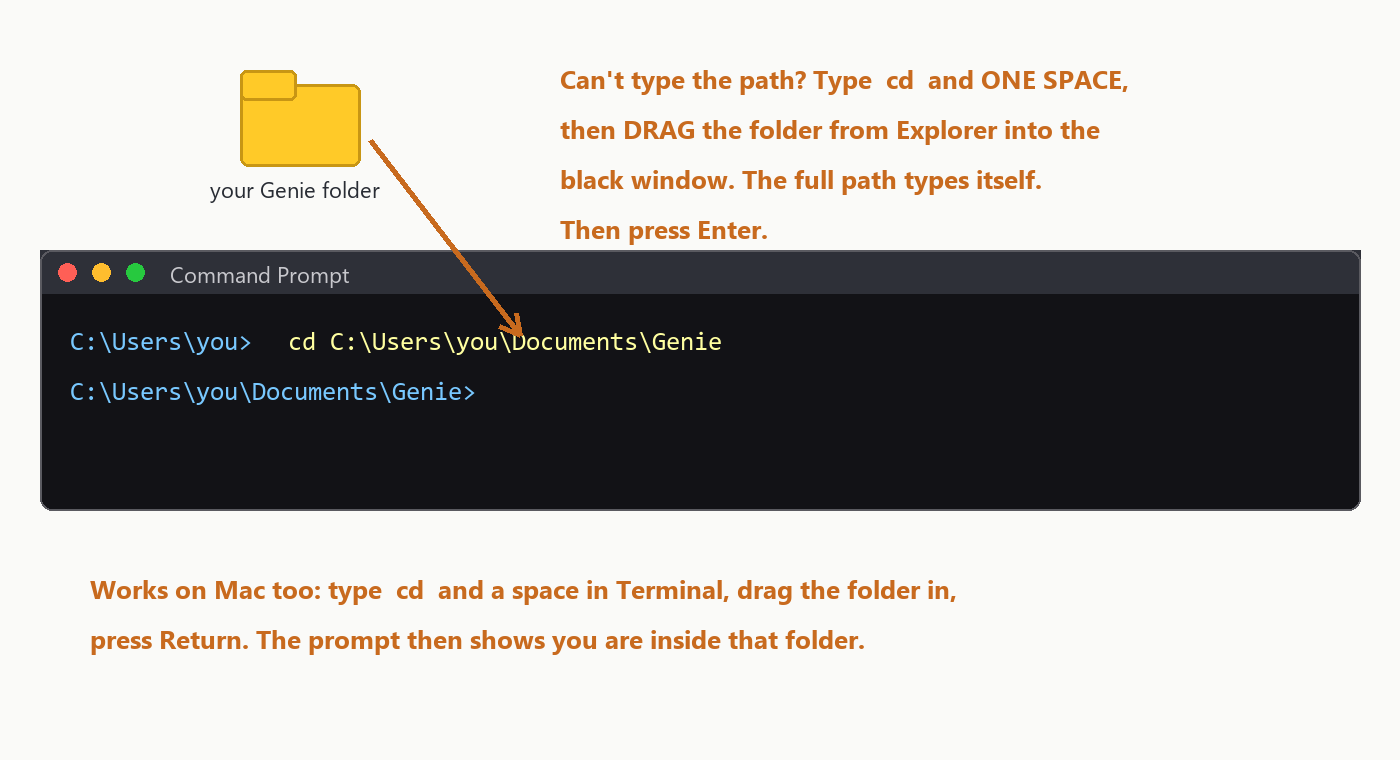 Can't type the path? Type  cd  and ONE SPACE,
then DRAG the folder from Explorer into the
black window. The full path types itself.
Then press Enter.
your Genie folder
Command Prompt
C:\Users\you>  cd C:\Users\you\Documents\Genie
C:\Users\you\Documents\Genie>
Works on Mac too: type  cd  and a space in Terminal, drag the folder in,
press Return. The prompt then shows you are inside that folder.